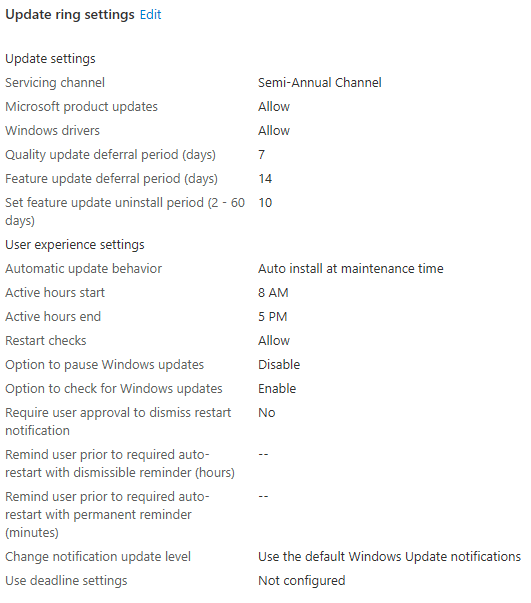 Update ring settings Edit
Update settings
Servicing channel Semi-Annual Channel
Microsoft product updates Allow
Windows drivers Allow
Quality update deferral period (days) 7
Feature update deferral period (days) 14
Set feature update uninstall period (2 - 60 10
days)
User experience settings
Automatic update behavior Auto install at maintenance time
Active hours start 8 AM
Active hours end 5 PM
Restart checks Allow
Option to pause Windows updates Disable
Option to check for Windows updates Enable
Require user approval to dismiss restart No
notification
Remind user prior to required auto- --
restart with dismissible reminder (hours)
Remind user prior to required auto- --
restart with permanent reminder
(minutes)
Change notification update level Use the default Windows Update notifications
Use deadline settings Not configured